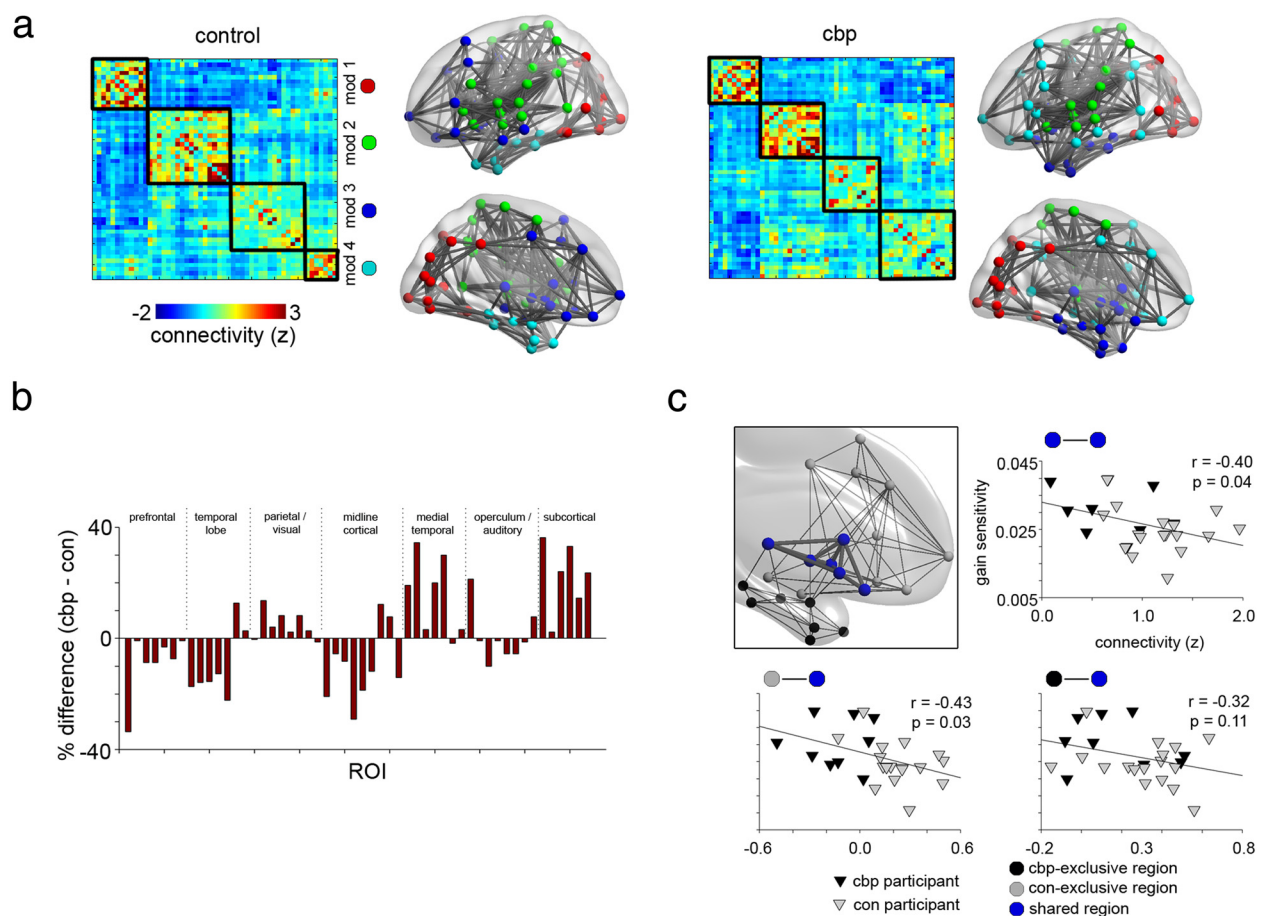 a
control
cbp
mod 1
mod 2
mod 3
mod 4
-2
3
connectivity (z)
b
% difference (cbp - con)
40
0
-40
prefrontal
temporal
lobe
parietal /
visual
midline
cortical
medial
temporal
operculum /
auditory
subcortical
ROI
c
r = -0.40
p = 0.04
gain sensitivity
0.045
0.025
0.005
0.0
1.0
2.0
connectivity (z)
r = -0.43
p = 0.03
-0.6
0.0
0.6
r = -0.32
p = 0.11
-0.2
0.3
0.8
cbp participant
con participant
cbp-exclusive region
con-exclusive region
shared region